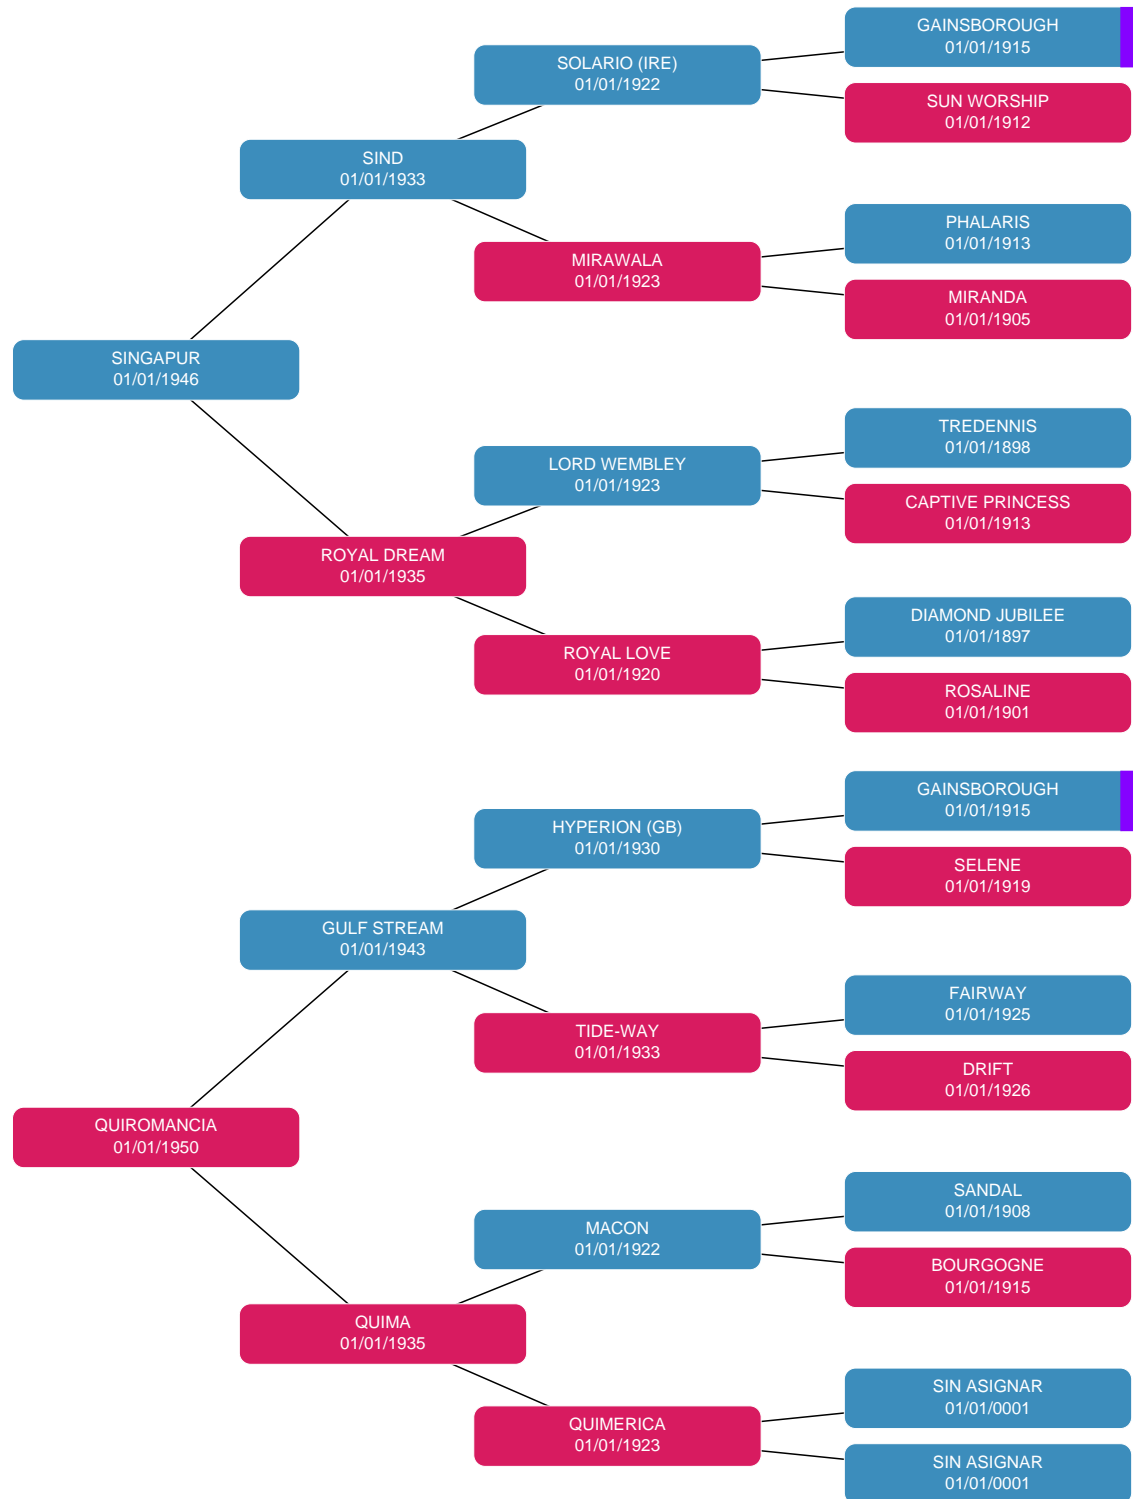 GAINSBOROUGH
01/01/1915
SOLARIO (IRE)
01/01/1922
SUN WORSHIP
01/01/1912
SIND
01/01/1933
PHALARIS
01/01/1913
MIRAWALA
01/01/1923
MIRANDA
01/01/1905
SINGAPUR
01/01/1946
TREDENNIS
01/01/1898
LORD WEMBLEY
01/01/1923
CAPTIVE PRINCESS
01/01/1913
ROYAL DREAM
01/01/1935
DIAMOND JUBILEE
01/01/1897
ROYAL LOVE
01/01/1920
ROSALINE
01/01/1901
GAINSBOROUGH
01/01/1915
HYPERION (GB)
01/01/1930
SELENE
01/01/1919
GULF STREAM
01/01/1943
FAIRWAY
01/01/1925
TIDE-WAY
01/01/1933
DRIFT
01/01/1926
QUIROMANCIA
01/01/1950
SANDAL
01/01/1908
MACON
01/01/1922
BOURGOGNE
01/01/1915
QUIMA
01/01/1935
SIN ASIGNAR
01/01/0001
QUIMERICA
01/01/1923
SIN ASIGNAR
01/01/0001